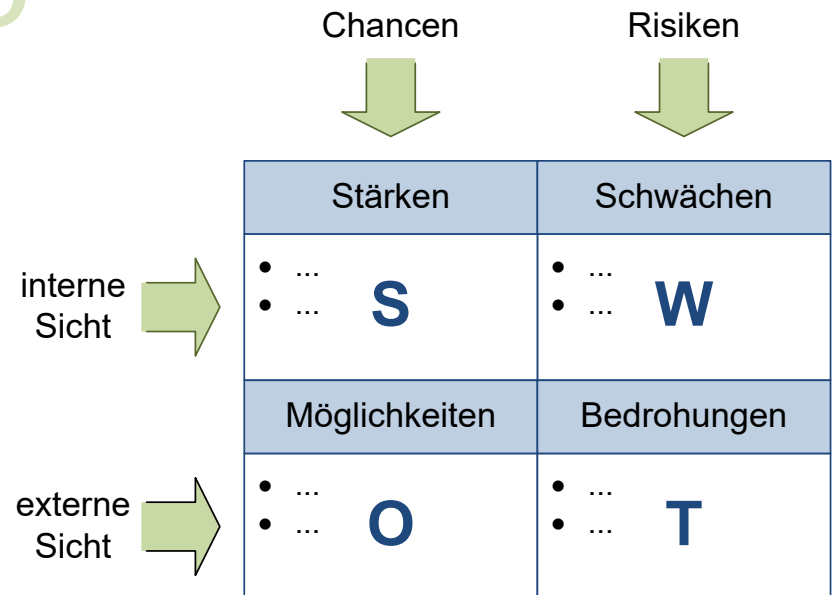 Chancen Risiken
Stärken Schwächen
interne
Sicht
• ...
• ...
S
• ...
• ...
W
Möglichkeiten Bedrohungen
externe
Sicht
• ...
• ...
O
• ...
• ...
T